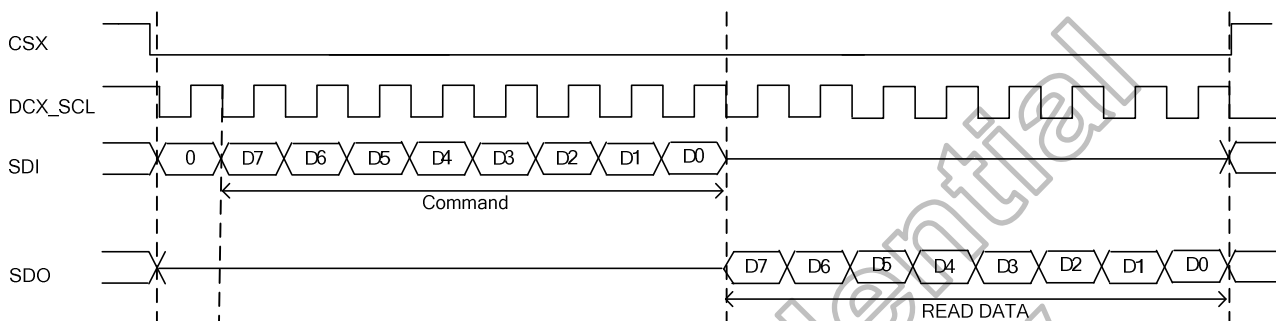 CSX
DCX_SCL
SDI 0 D7 D6 D5 D4 D3 D2 D1 D0
Command
SDO D7 D6 D5 D4 D3 D2 D1 D0
READ DATA